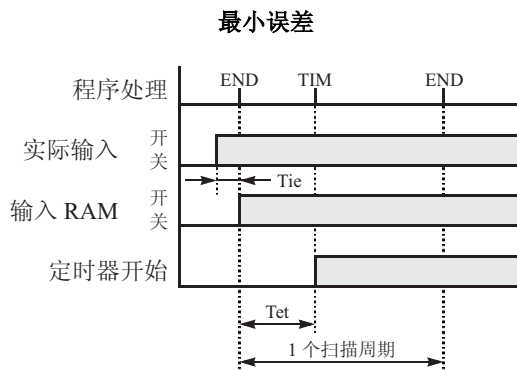 最小误差
程序处理 END TIM END
实际输入 开
关
Tie
输入 RAM 开
关
定时器开始
Tet
1 个扫描周期